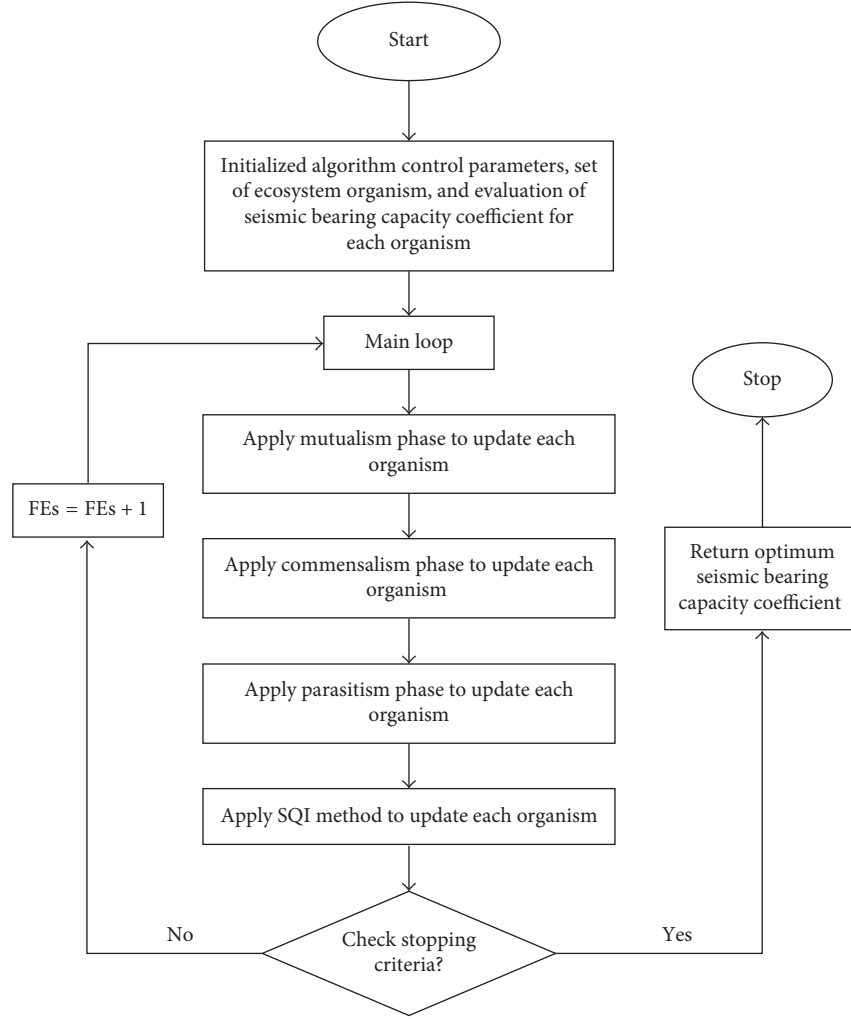 Start
Initialized algorithm control parameters, set
of ecosystem organism, and evaluation of
seismic bearing capacity coefficient for
each organism
Main loop
Apply mutualism phase to update each
organism
Apply commensalism phase to update each
organism
Apply parasitism phase to update each
organism
Apply SQI method to update each organism
Check stopping
criteria?
No
FEs = FEs + 1
Yes
Return optimum
seismic bearing
capacity coefficient
Stop